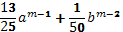 13/25 a^{m-1} + 1/50 b^{m-2}